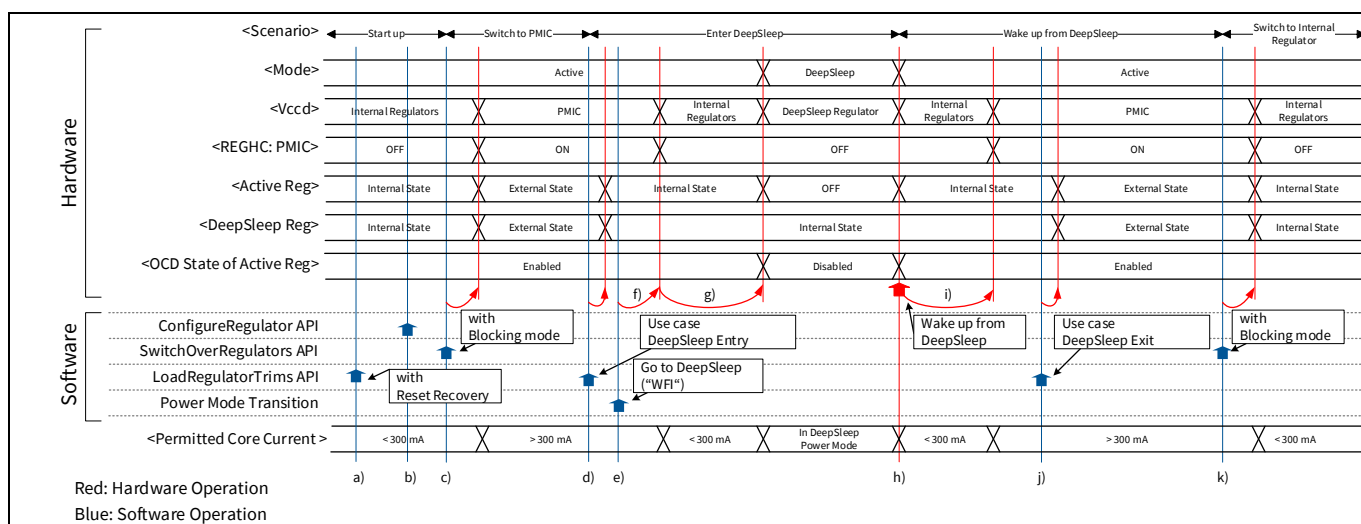 <Scenario>
Start up
Switch to PMIC
Enter DeepSleep
Wake up from DeepSleep
Switch to Internal
Regulator
<Mode>
Active
DeepSleep
Active
<Vccd>
Internal Regulators
PMIC
Internal
Regulators
DeepSleep Regulator
Internal
Regulators
PMIC
Internal
Regulators
<REGHC: PMIC>
OFF
ON
OFF
ON
OFF
<Active Reg>
Internal State
External State
Internal State
OFF
Internal State
External State
Internal State
<DeepSleep Reg>
Internal State
External State
Internal State
External State
Internal State
<OCD State of Active Reg>
Enabled
Disabled
Enabled
Hardware
f)
g)
i)
Software
ConfigureRegulator API
SwitchOverRegulators API
LoadRegulatorTrims API
Power Mode Transition
with
Blocking mode
with
Reset Recovery
Use case
DeepSleep Entry
Go to DeepSleep
("WFI")
Wake up from
DeepSleep
Use case
DeepSleep Exit
with
Blocking mode
<Permitted Core Current >
< 300 mA
> 300 mA
< 300 mA
In DeepSleep
Power Mode
< 300 mA
> 300 mA
< 300 mA
a)
b)
c)
d)
e)
h)
j)
k)
Red: Hardware Operation
Blue: Software Operation